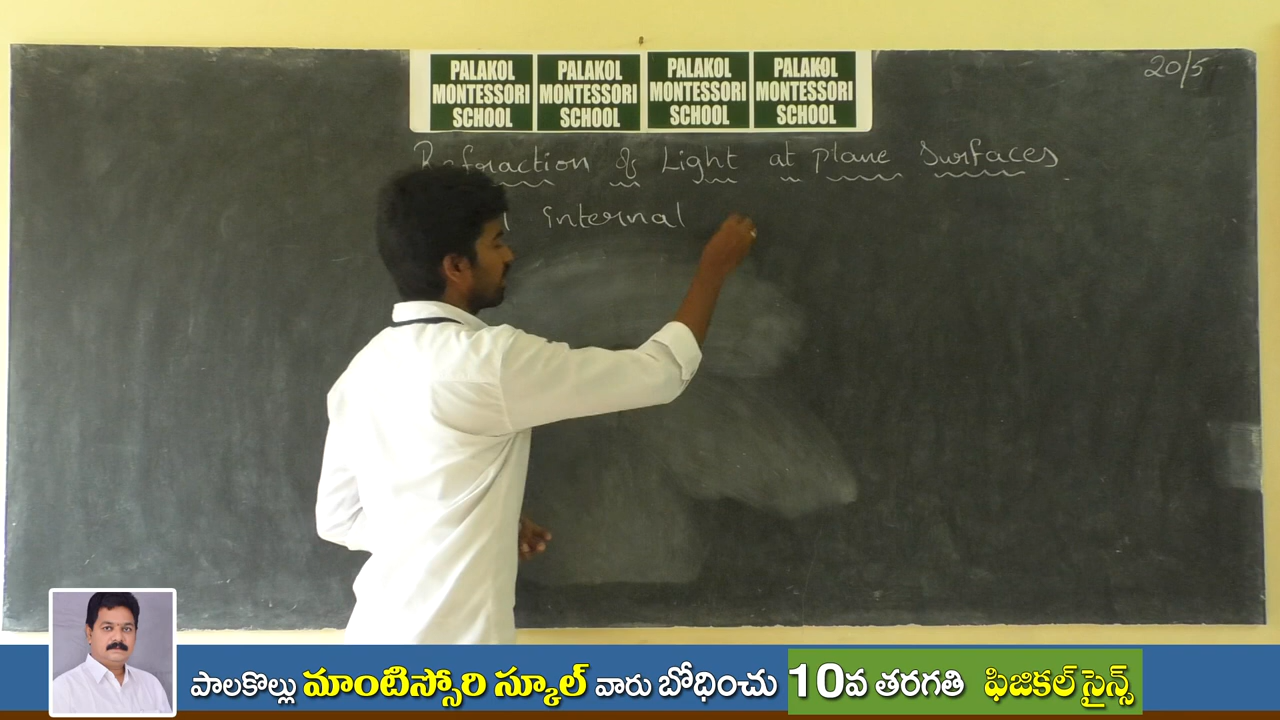 PALAKOL MONTESSORI SCHOOL
PALAKOL MONTESSORI SCHOOL
PALAKOL MONTESSORI SCHOOL
PALAKOL MONTESSORI SCHOOL
20/5
Refraction of Light at plane Surfaces
internal
పాలకొల్లు మాంటిస్సోరి స్కూల్ వారు బోధించు 10వ తరగతి ఫిజికల్ సైన్స్